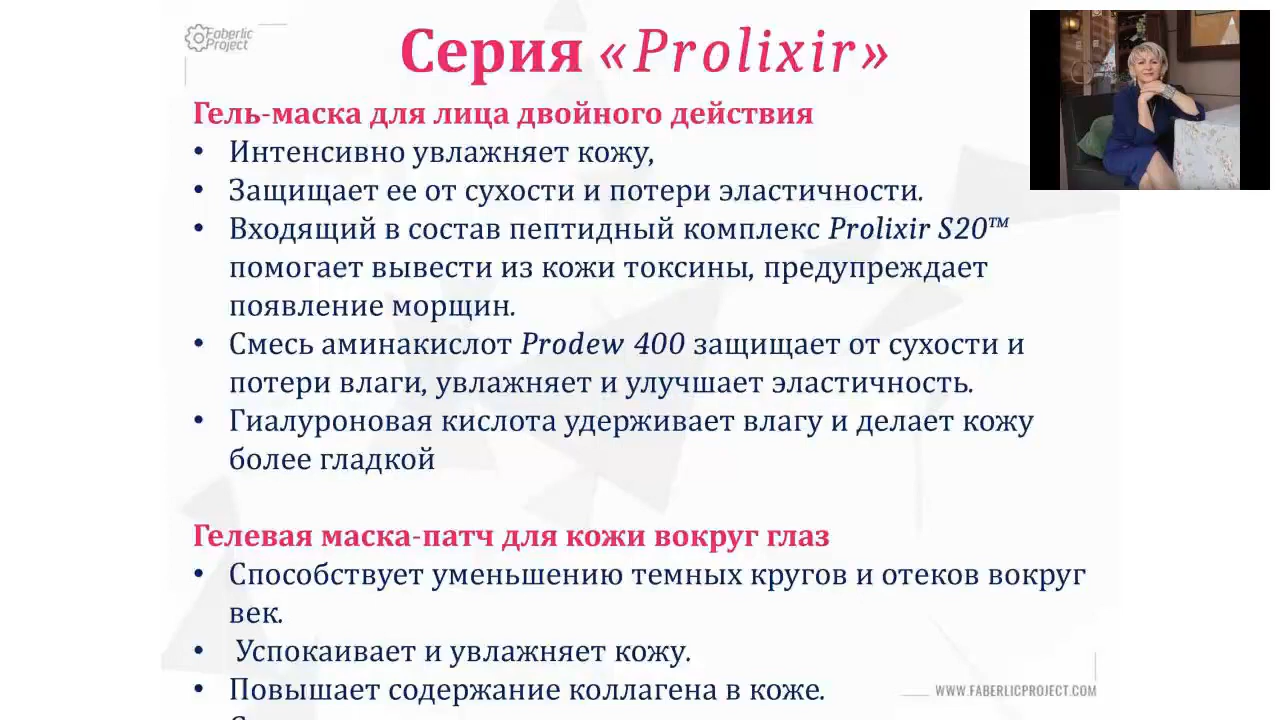 Faberlic
Project
Серия «Prolixir»
Гель-маска для лица двойного действия
• Интенсивно увлажняет кожу,
• Защищает ее от сухости и потери эластичности.
• Входящий в состав пептидный комплекс Prolixir S20™
помогает вывести из кожи токсины, предупреждает
появление морщин.
• Смесь аминакислот Prodew 400 защищает от сухости и
потери влаги, увлажняет и улучшает эластичность.
• Гиалуроновая кислота удерживает влагу и делает кожу
более гладкой
Гелевая маска-патч для кожи вокруг глаз
• Способствует уменьшению темных кругов и отеков вокруг
век.
• Успокаивает и увлажняет кожу.
• Повышает содержание коллагена в коже.
WWW.FABERLICPROJECT.COM